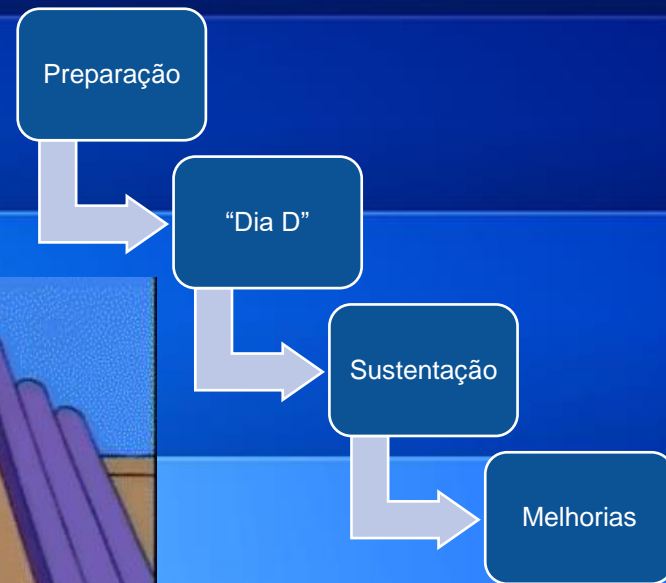 Preparação
“Dia D”
Sustentação
Melhorias